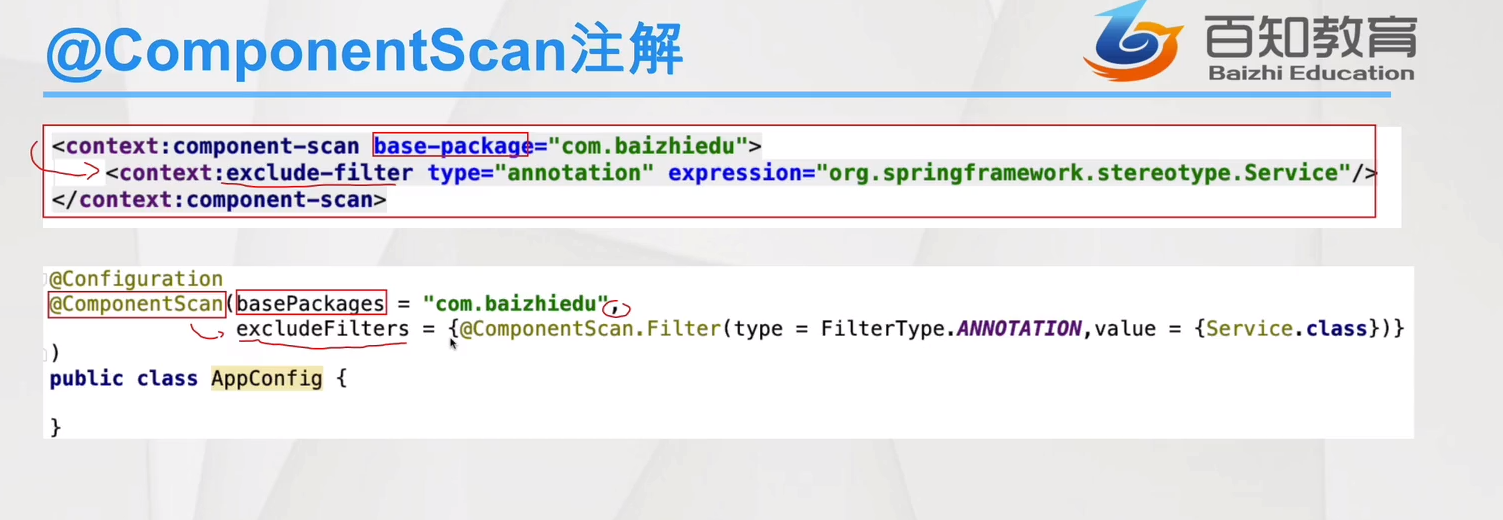 @ComponentScan注解
百知教育
Baizhi Education
<context:component-scan base-package="com.baizhiedu">
<context:exclude-filter type="annotation" expression="org.springframework.stereotype.Service"/>
</context:component-scan>
@Configuration
@ComponentScan(basePackages = "com.baizhiedu",
excludeFilters = {@ComponentScan.Filter(type = FilterType.ANNOTATION,value = {Service.class})}
)
public class AppConfig {
}